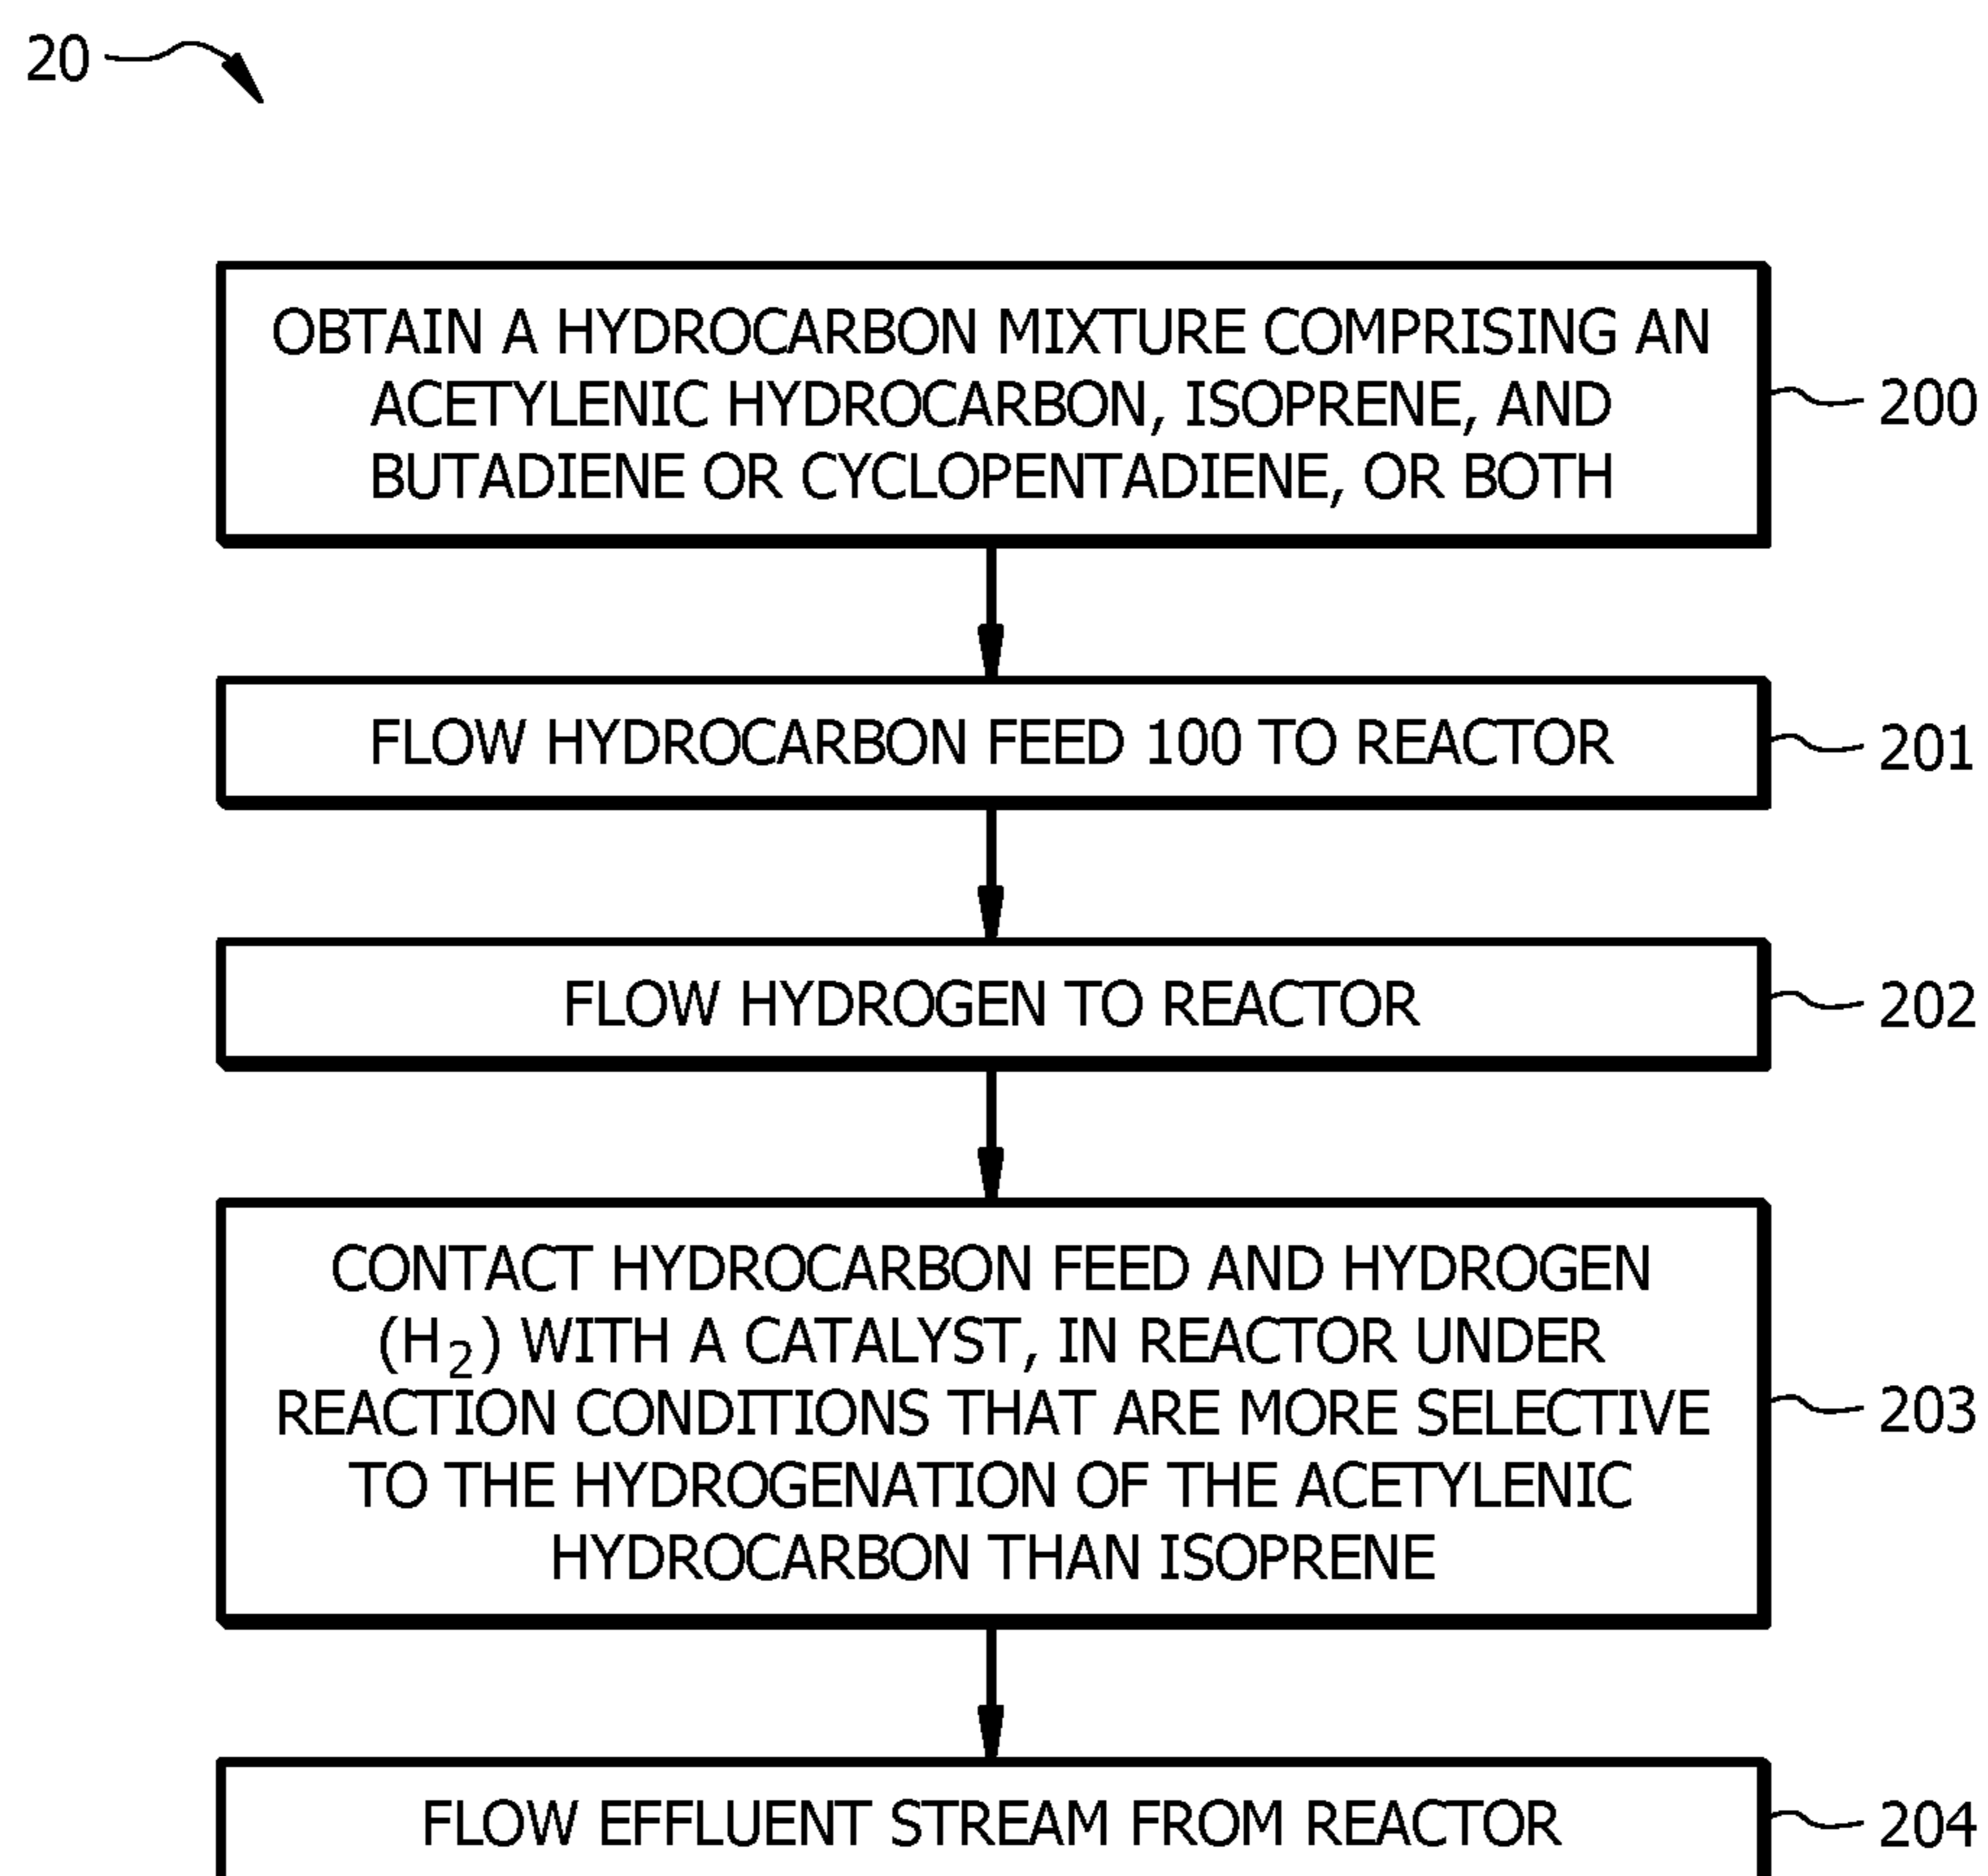 20
OBTAIN A HYDROCARBON MIXTURE COMPRISING AN
ACETYLENIC HYDROCARBON, ISOPRENE, AND
BUTADIENE OR CYCLOPENTADIENE, OR BOTH
200
FLOW HYDROCARBON FEED 100 TO REACTOR
201
FLOW HYDROGEN TO REACTOR
202
CONTACT HYDROCARBON FEED AND HYDROGEN
(H₂) WITH A CATALYST, IN REACTOR UNDER
REACTION CONDITIONS THAT ARE MORE SELECTIVE
TO THE HYDROGENATION OF THE ACETYLENIC
HYDROCARBON THAN ISOPRENE
203
FLOW EFFLUENT STREAM FROM REACTOR
204